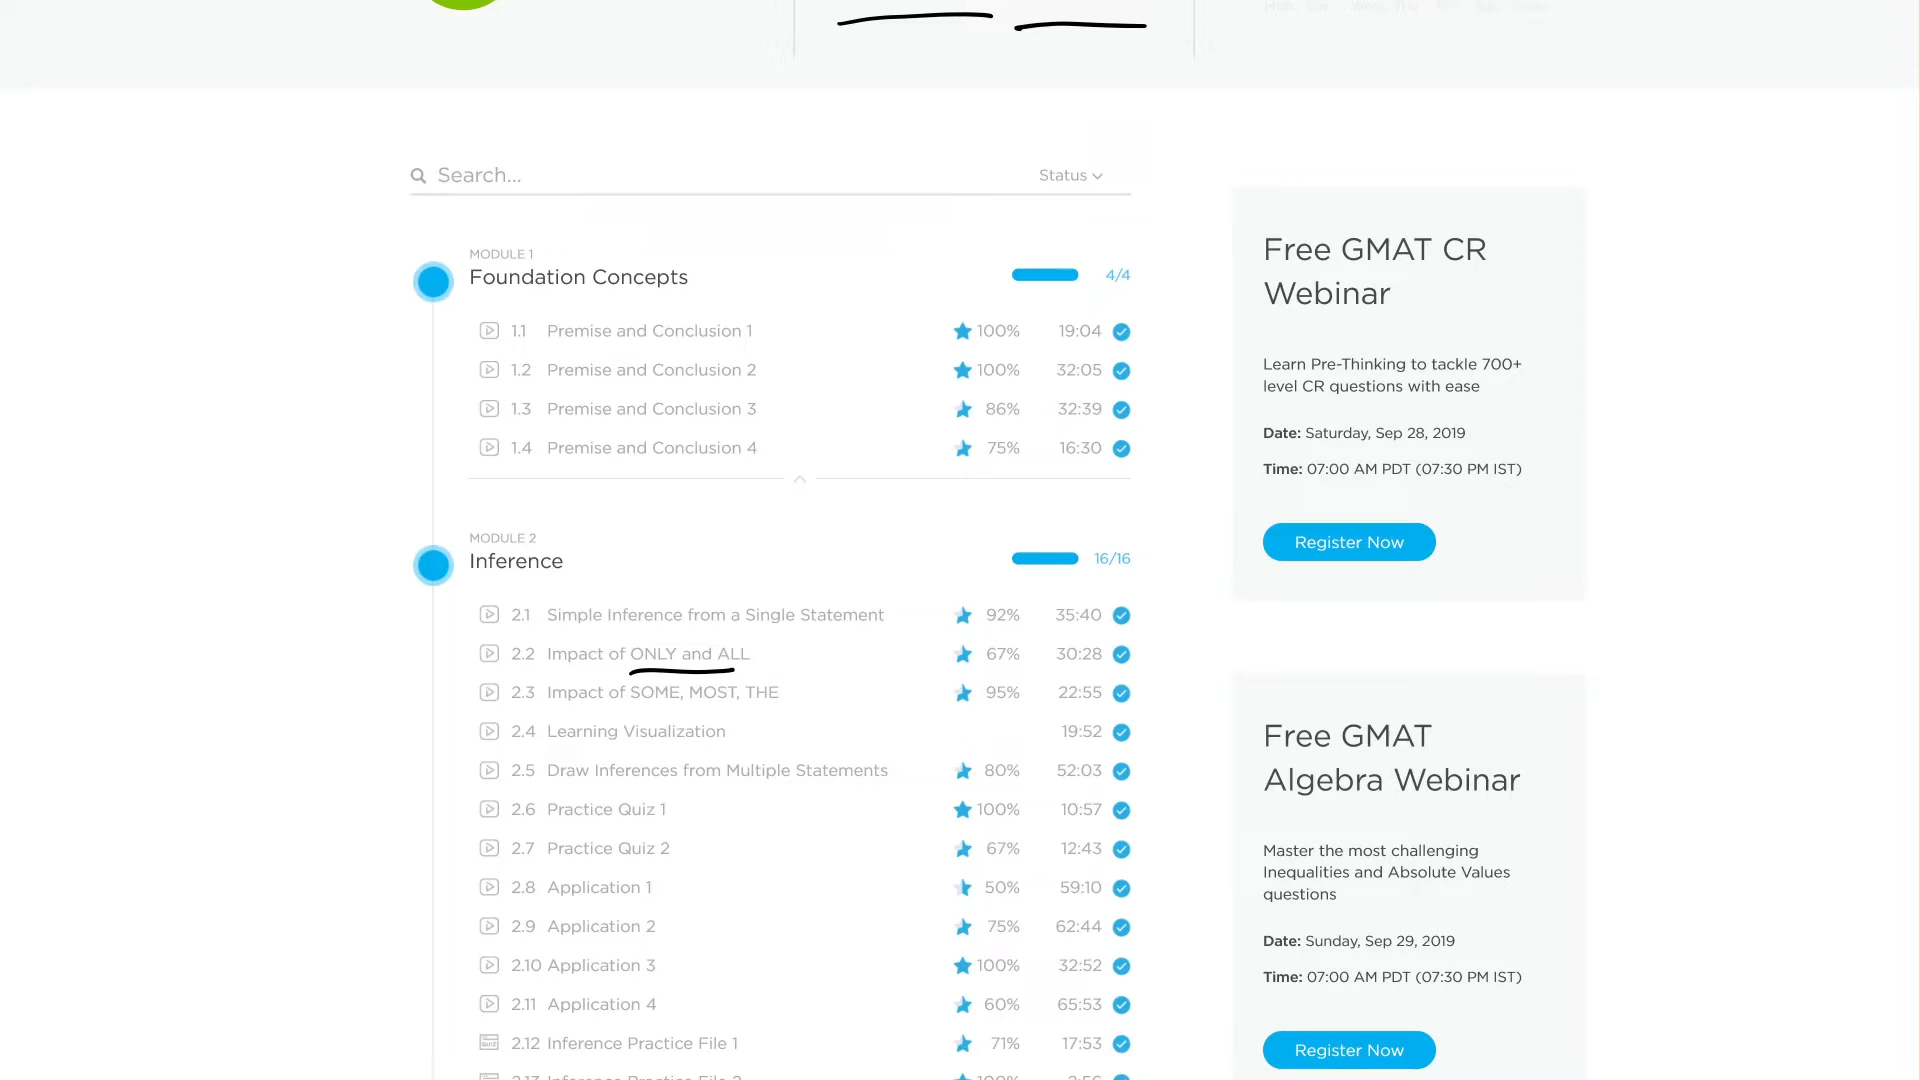 Search...
Status
MODULE 1
Foundation Concepts
4/4
1.1 Premise and Conclusion 1 100% 19:04
1.2 Premise and Conclusion 2 100% 32:05
1.3 Premise and Conclusion 3 86% 32:39
1.4 Premise and Conclusion 4 75% 16:30
MODULE 2
Inference
16/16
2.1 Simple Inference from a Single Statement 92% 35:40
2.2 Impact of ONLY and ALL 67% 30:28
2.3 Impact of SOME, MOST, THE 95% 22:55
2.4 Learning Visualization 19:52
2.5 Draw Inferences from Multiple Statements 80% 52:03
2.6 Practice Quiz 1 100% 10:57
2.7 Practice Quiz 2 67% 12:43
2.8 Application 1 50% 59:10
2.9 Application 2 75% 62:44
2.10 Application 3 100% 32:52
2.11 Application 4 60% 65:53
QUIZ 2.12 Inference Practice File 1 71% 17:53
Free GMAT CR
Webinar
Learn Pre-Thinking to tackle 700+
level CR questions with ease
Date: Saturday, Sep 28, 2019
Time: 07:00 AM PDT (07:30 PM IST)
Register Now
Free GMAT
Algebra Webinar
Master the most challenging
Inequalities and Absolute Values
questions
Date: Sunday, Sep 29, 2019
Time: 07:00 AM PDT (07:30 PM IST)
Register Now